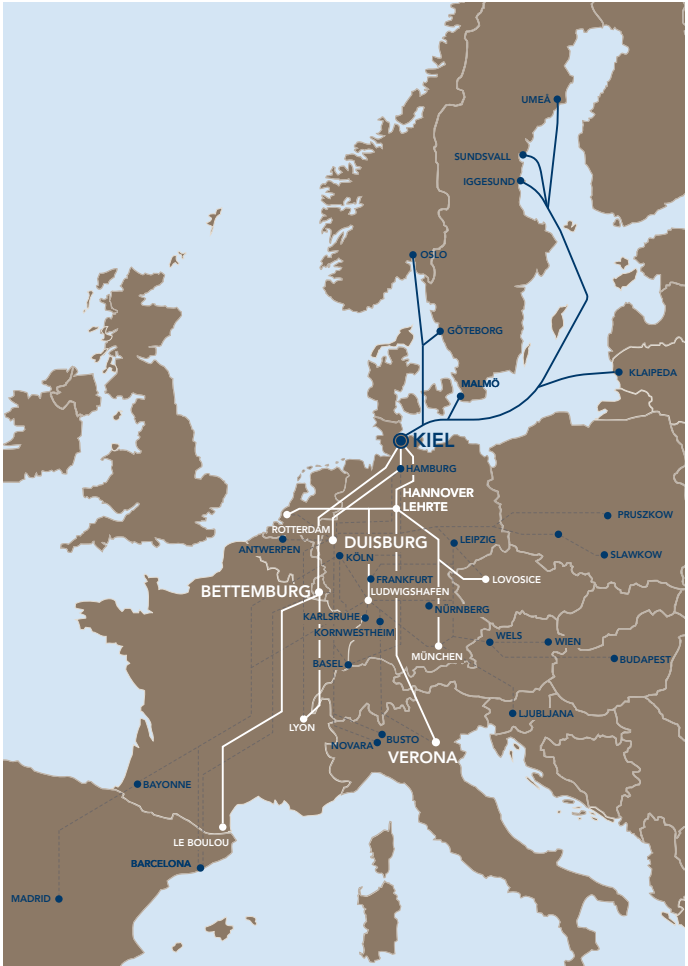 UMEÅ
SUNDSVALL
IGGESUND
OSLO
GÖTEBORG
KLAIPEDA
MALMÖ
KIEL
HAMBURG
HANNOVER
LEHRTE
PRUSZKOW
ROTTERDAM
ANTWERPEN
DUISBURG
LEIPZIG
KÖLN
SLAWKOW
FRANKFURT
LOVOSICE
BETTEMBURG
LUDWIGSHAFEN
NÜRNBERG
KARLSRUHE
KORNWESTHEIM
WELS
WIEN
MÜNCHEN
BUDAPEST
BASEL
LJUBLJANA
LYON
BUSTO
NOVARA
VERONA
BAYONNE
LE BOULOU
BARCELONA
MADRID